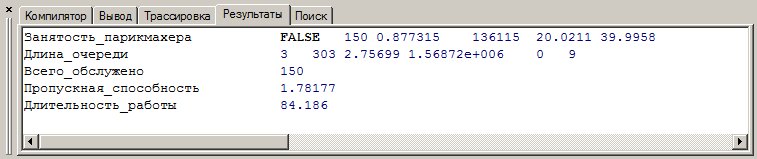 Компилятор Вывод Трассировка Результаты Поиск
Занятость_парикмахера FALSE 150 0.877315 136115 20.0211 39.9958
Длина_очереди 3 303 2.75699 1.56872e+006 0 9
Всего_обслужено 150
Пропускная_способность 1.78177
Длительность_работы 84.186